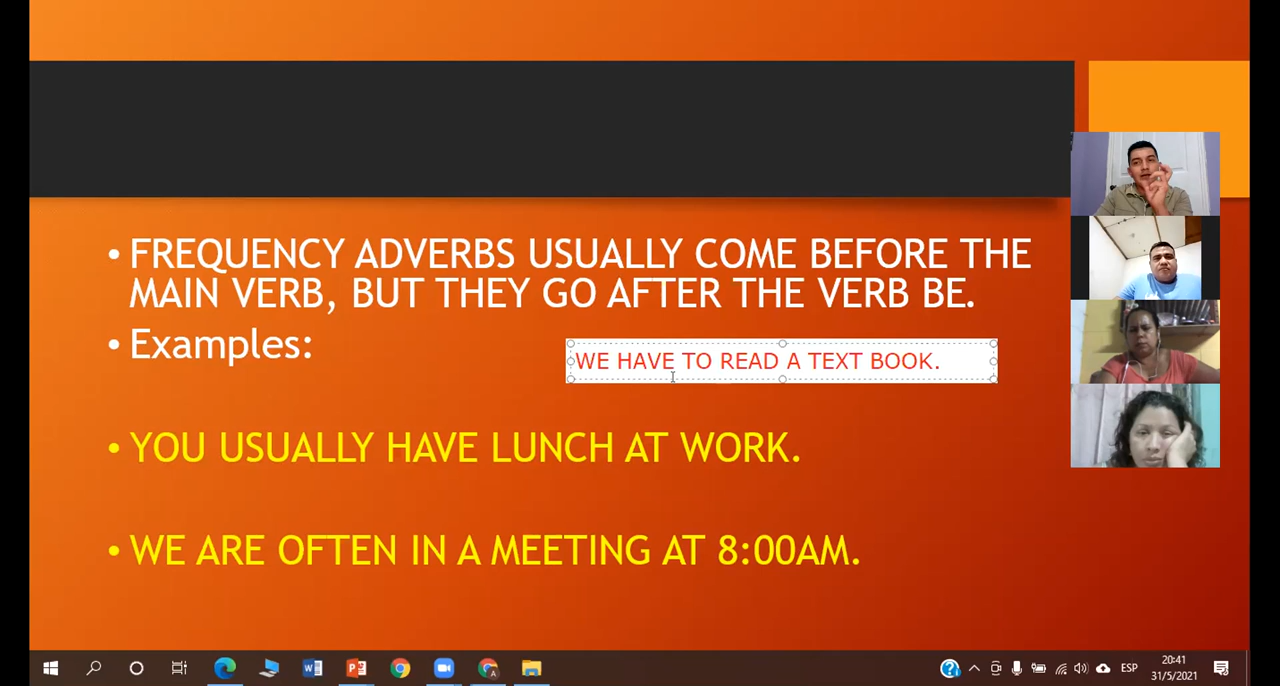 • FREQUENCY ADVERBS USUALLY COME BEFORE THE
MAIN VERB, BUT THEY GO AFTER THE VERB BE.
• Examples:
WE HAVE TO READ A TEXT BOOK.
• YOU USUALLY HAVE LUNCH AT WORK.
• WE ARE OFTEN IN A MEETING AT 8:00AM.
ESP
20:41
31/5/2021